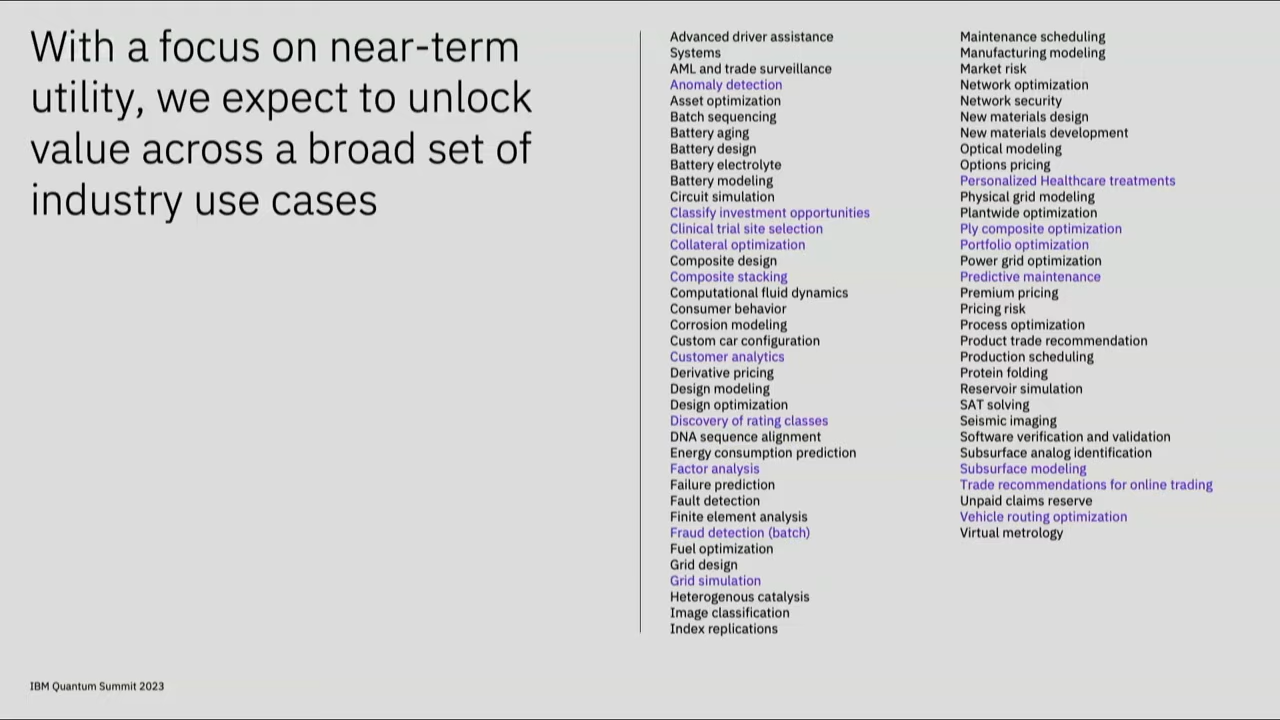 With a focus on near-term
utility, we expect to unlock
value across a broad set of
industry use cases
Advanced driver assistance
Systems
AML and trade surveillance
Anomaly detection
Asset optimization
Batch sequencing
Battery aging
Battery design
Battery electrolyte
Battery modeling
Circuit simulation
Classify investment opportunities
Clinical trial site selection
Collateral optimization
Composite design
Composite stacking
Computational fluid dynamics
Consumer behavior
Corrosion modeling
Custom car configuration
Customer analytics
Derivative pricing
Design modeling
Design optimization
Discovery of rating classes
DNA sequence alignment
Energy consumption prediction
Factor analysis
Failure prediction
Fault detection
Finite element analysis
Fraud detection (batch)
Fuel optimization
Grid design
Grid simulation
Heterogenous catalysis
Image classification
Index replications
Maintenance scheduling
Manufacturing modeling
Market risk
Network optimization
Network security
New materials design
New materials development
Optical modeling
Options pricing
Personalized Healthcare treatments
Physical grid modeling
Plantwide optimization
Ply composite optimization
Portfolio optimization
Power grid optimization
Predictive maintenance
Premium pricing
Pricing risk
Process optimization
Product trade recommendation
Production scheduling
Protein folding
Reservoir simulation
SAT solving
Seismic imaging
Software verification and validation
Subsurface analog identification
Subsurface modeling
Trade recommendations for online trading
Unpaid claims reserve
Vehicle routing optimization
Virtual metrology
IBM Quantum Summit 2023